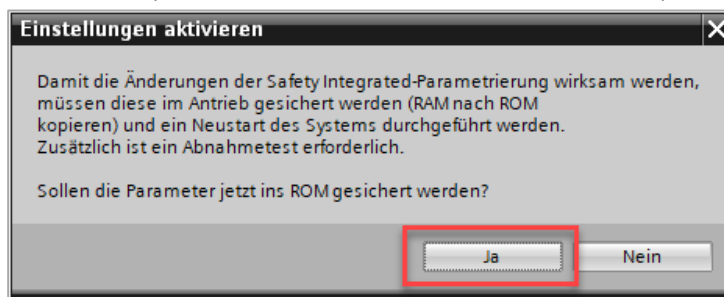 Einstellungen aktivieren
Damit die Änderungen der Safety Integrated-Parametrierung wirksam werden,
müssen diese im Antrieb gesichert werden (RAM nach ROM
kopieren) und ein Neustart des Systems durchgeführt werden.
Zusätzlich ist ein Abnahmetest erforderlich.
Sollen die Parameter jetzt ins ROM gesichert werden?
Ja Nein